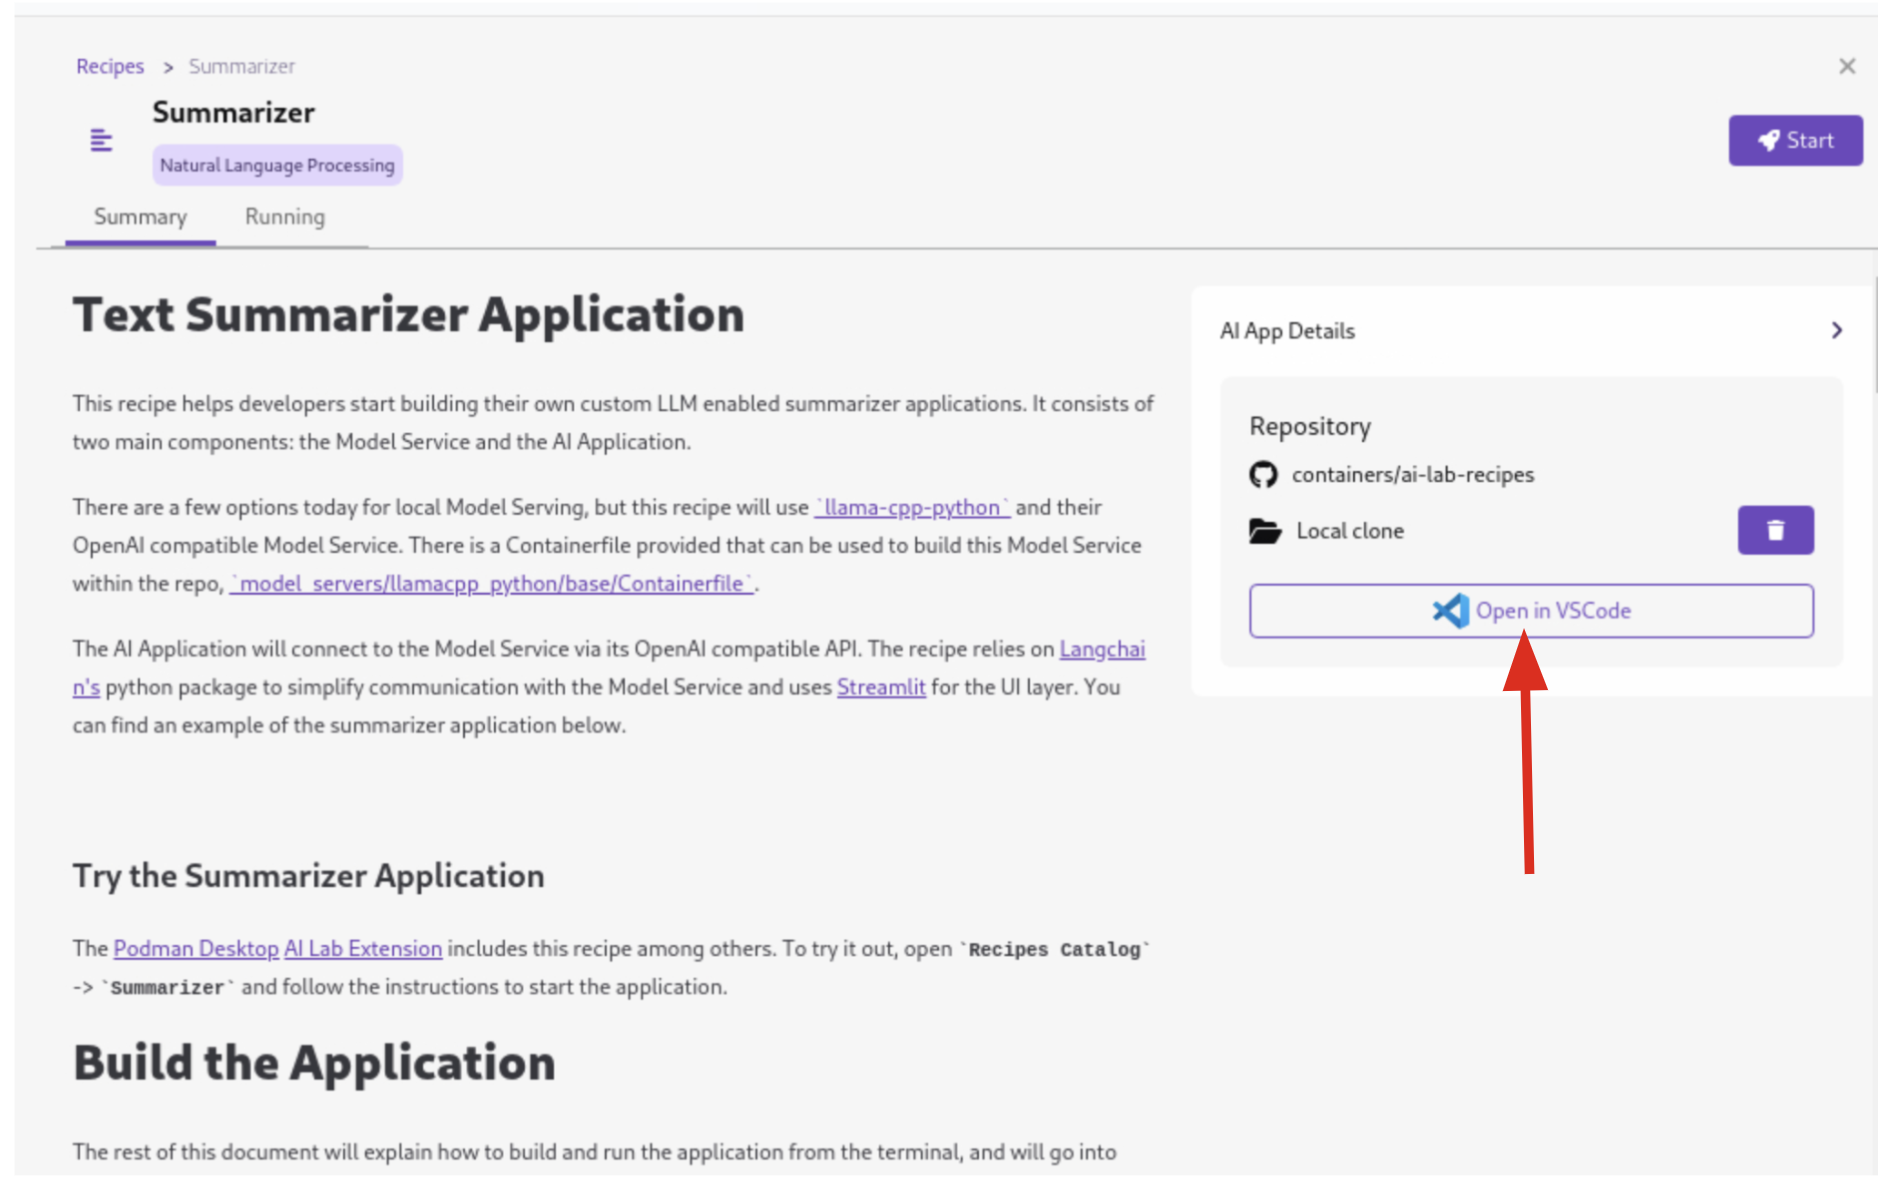 Recipes > Summarizer
Summarizer
Start
Natural Language Processing
Summary Running
Text Summarizer Application
This recipe helps developers start building their own custom LLM enabled summarizer applications. It consists of
two main components: the Model Service and the AI Application.
There are a few options today for local Model Serving, but this recipe will use `llama-cpp-python` and their
OpenAI compatible Model Service. There is a Containerfile provided that can be used to build this Model Service
within the repo, `model_servers/llamacpp_python/base/Containerfile`.
The AI Application will connect to the Model Service via its OpenAI compatible API. The recipe relies on Langchai
n's python package to simplify communication with the Model Service and uses Streamlit for the UI layer. You
can find an example of the summarizer application below.
Try the Summarizer Application
The Podman Desktop AI Lab Extension includes this recipe among others. To try it out, open `Recipes Catalog`
-> `Summarizer` and follow the instructions to start the application.
Build the Application
The rest of this document will explain how to build and run the application from the terminal, and will go into
AI App Details
Repository
containers/ai-lab-recipes
Local clone
Open in VSCode